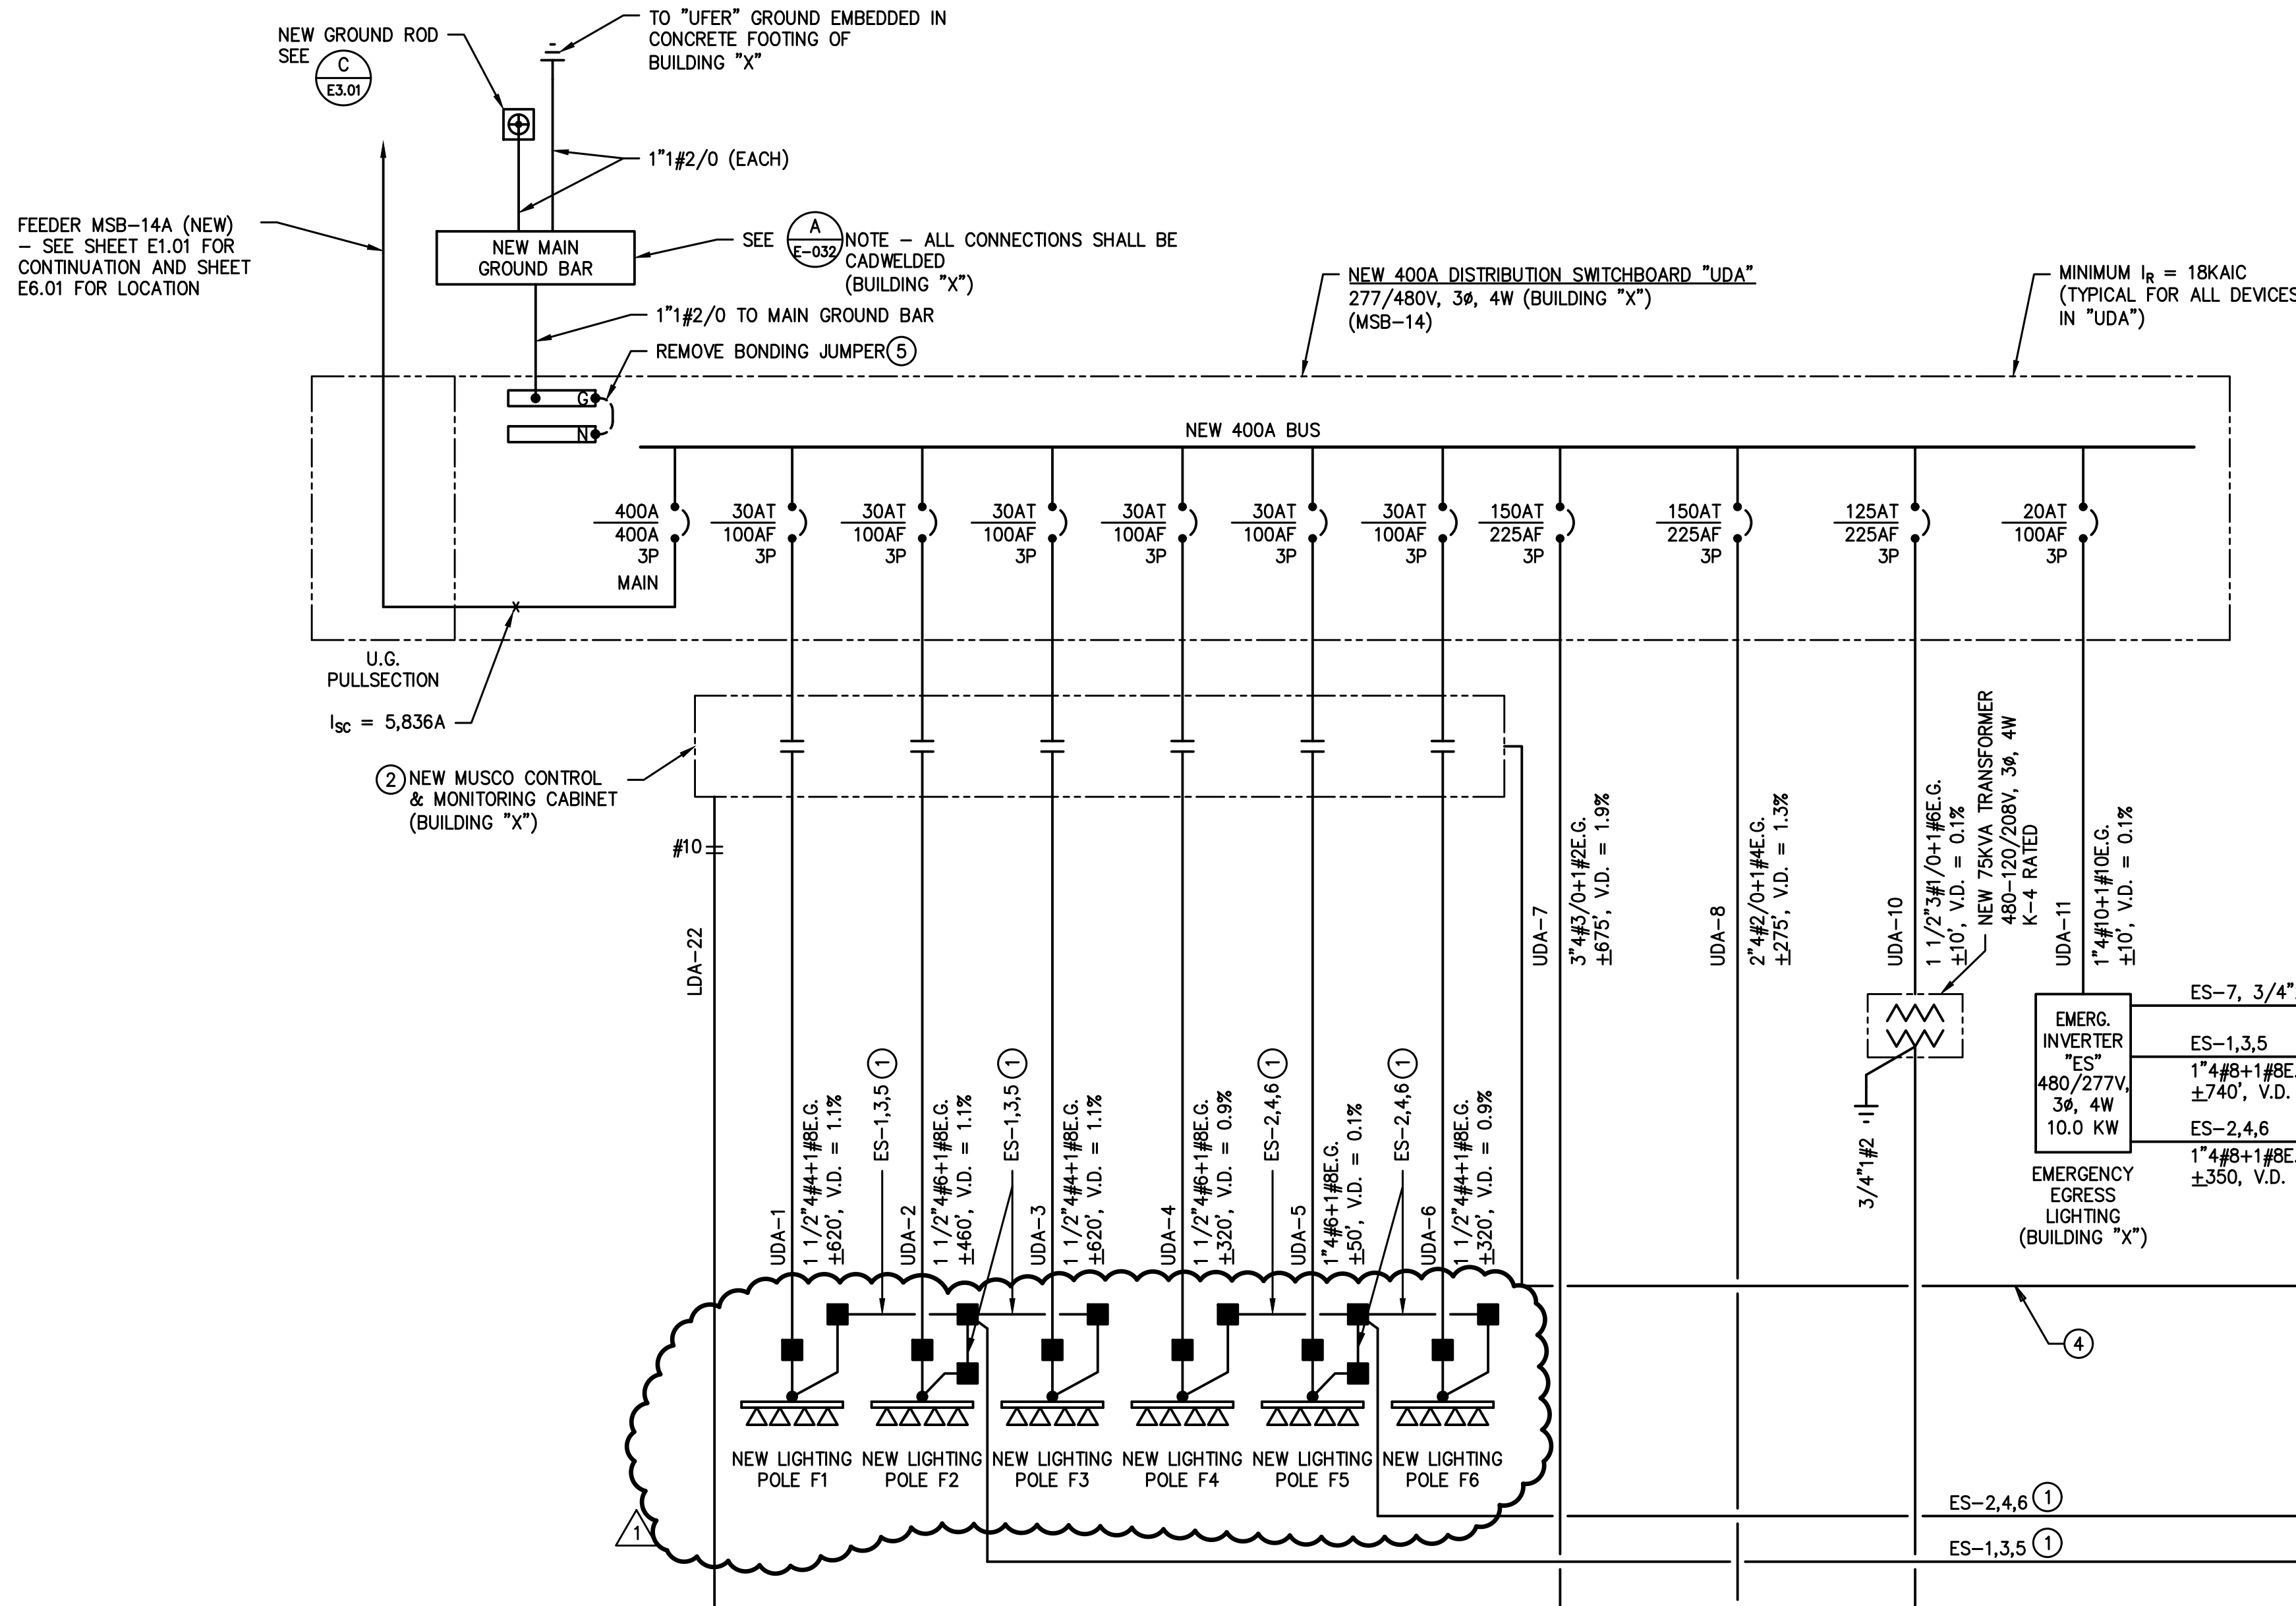 TO "UFER" GROUND EMBEDDED IN
CONCRETE FOOTING OF
BUILDING "X"
NEW GROUND ROD
SEE
C
E3.01
1"1#2/0 (EACH)
FEEDER MSB-14A (NEW)
- SEE SHEET E1.01 FOR
CONTINUATION AND SHEET
E6.01 FOR LOCATION
NEW MAIN
GROUND BAR
SEE
A
E-032
NOTE - ALL CONNECTIONS SHALL BE
CADWELDED
(BUILDING "X")
1"1#2/0 TO MAIN GROUND BAR
REMOVE BONDING JUMPER 5
NEW 400A DISTRIBUTION SWITCHBOARD "UDA"
277/480V, 3ø, 4W (BUILDING "X")
(MSB-14)
MINIMUM IR = 18KAIC
(TYPICAL FOR ALL DEVICES
IN "UDA")
G
N
NEW 400A BUS
400A
400A
3P
MAIN
30AT
100AF
3P
30AT
100AF
3P
30AT
100AF
3P
30AT
100AF
3P
30AT
100AF
3P
30AT
100AF
3P
150AT
225AF
3P
150AT
225AF
3P
125AT
225AF
3P
20AT
100AF
3P
X
U.G.
PULLSECTION
ISC = 5,836A
2 NEW MUSCO CONTROL
& MONITORING CABINET
(BUILDING "X")
#10
LDA-22
UDA-1
1 1/2"4#4+1#8E.G.
±620', V.D. = 1.1%
ES-1,3,5 1
UDA-2
1 1/2"4#6+1#8E.G.
±460', V.D. = 1.1%
ES-1,3,5 1
UDA-3
1 1/2"4#4+1#8E.G.
±620', V.D. = 1.1%
UDA-4
1 1/2"4#6+1#8E.G.
±320', V.D. = 0.9%
ES-2,4,6 1
UDA-5
1"4#6+1#8E.G.
±50', V.D. = 0.1%
ES-2,4,6 1
UDA-6
1 1/2"4#4+1#8E.G.
±320', V.D. = 0.9%
UDA-7
3"4#3/0+1#2E.G.
±675', V.D. = 1.9%
UDA-8
2"4#2/0+1#4E.G.
±275', V.D. = 1.3%
UDA-10
1 1/2"3#1/0+1#6E.G.
±10', V.D. = 0.1%
NEW 75KVA TRANSFORMER
480-120/208V, 3ø, 4W
K-4 RATED
UDA-11
1"4#10+1#10E.G.
±10', V.D. = 0.1%
3/4"1#2
EMERG.
INVERTER
"ES"
480/277V,
3ø, 4W
10.0 KW
EMERGENCY
EGRESS
LIGHTING
(BUILDING "X")
ES-7, 3/4"
ES-1,3,5
1"4#8+1#8E.
±740', V.D.
ES-2,4,6
1"4#8+1#8E.
±350, V.D.
4
NEW LIGHTING
POLE F1
NEW LIGHTING
POLE F2
NEW LIGHTING
POLE F3
NEW LIGHTING
POLE F4
NEW LIGHTING
POLE F5
NEW LIGHTING
POLE F6
1
ES-2,4,6 1
ES-1,3,5 1